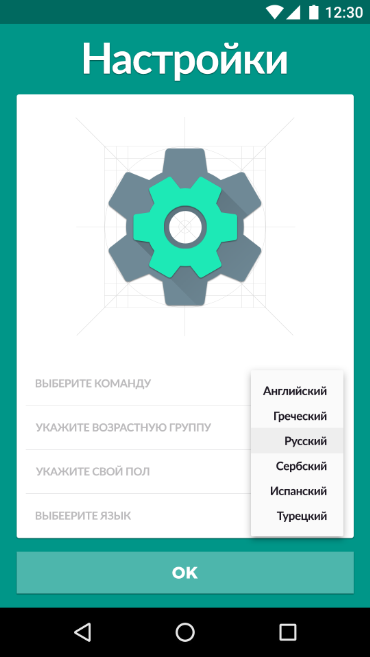 12:30
Настройки
ВЫБЕРИТЕ КОМАНДУ
УКАЖИТЕ ВОЗРАСТНУЮ ГРУППУ
УКАЖИТЕ СВОЙ ПОЛ
ВЫБЕЕРИТЕ ЯЗЫК
Английский
Греческий
Русский
Сербский
Испанский
Турецкий
OK